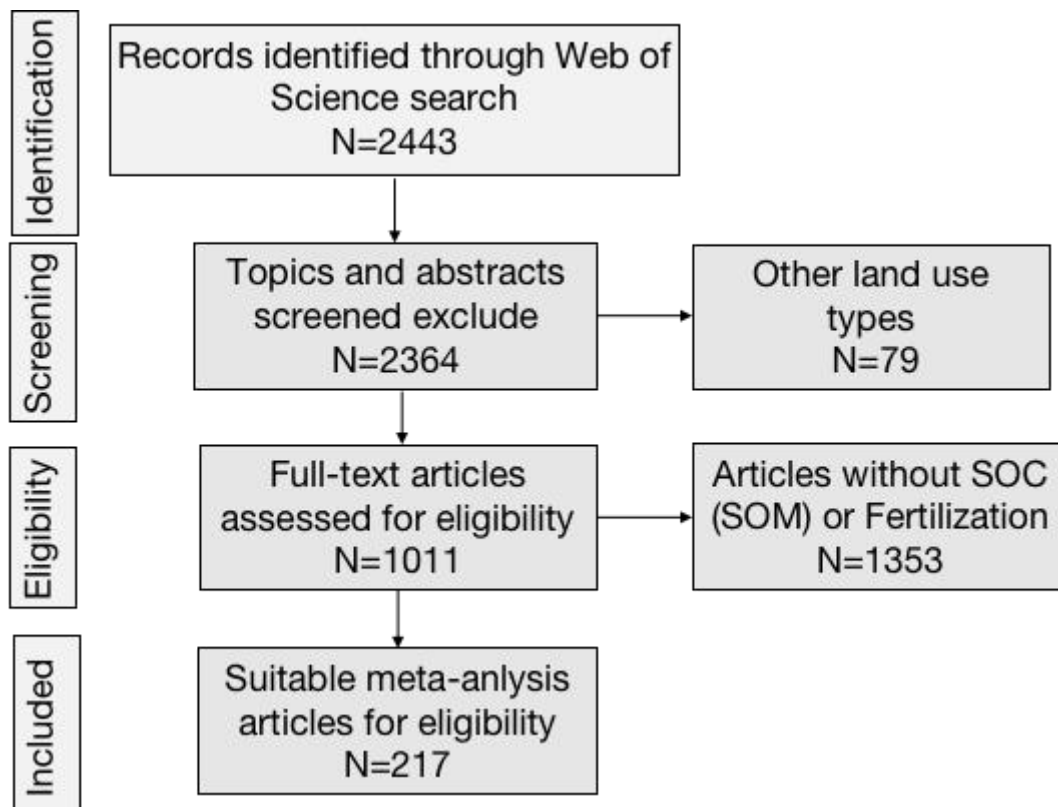 Identification
Records identified through Web of
Science search
N=2443
Screening
Topics and abstracts
screened exclude
N=2364
Other land use
types
N=79
Eligibility
Full-text articles
assessed for eligibility
N=1011
Articles without SOC
(SOM) or Fertilization
N=1353
Included
Suitable meta-anlysis
articles for eligibility
N=217